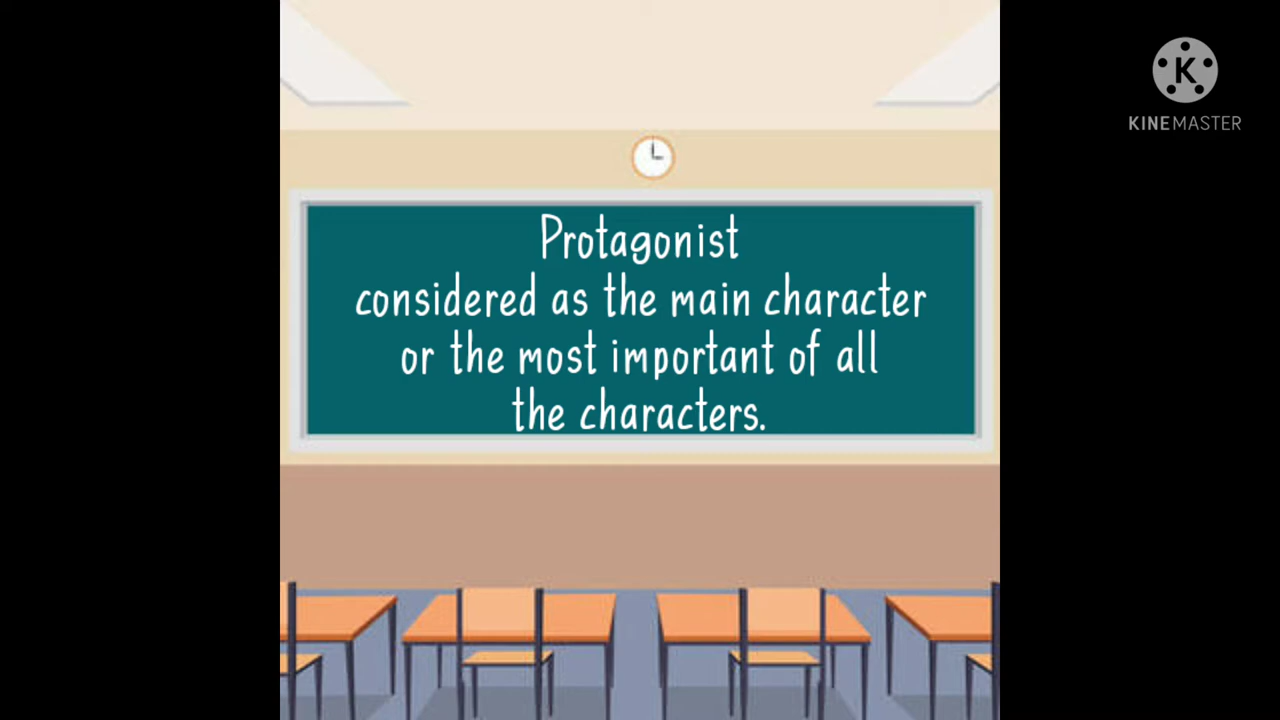 KINEMASTER
Protagonist
considered as the main character
or the most important of all
the characters.